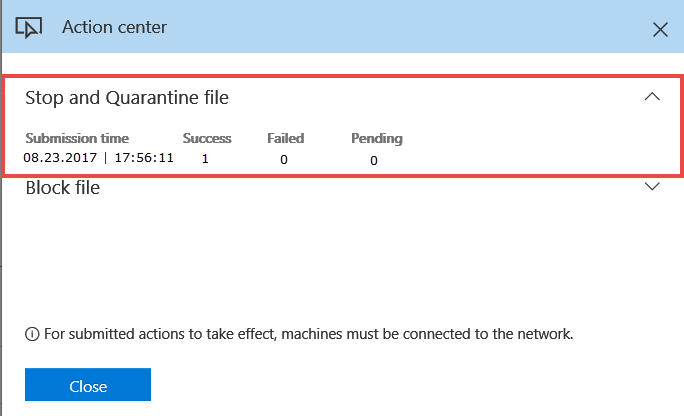 Action center
Stop and Quarantine file
Submission time Success Failed Pending
08.23.2017 | 17:56:11 1 0 0
Block file
For submitted actions to take effect, machines must be connected to the network.
Close